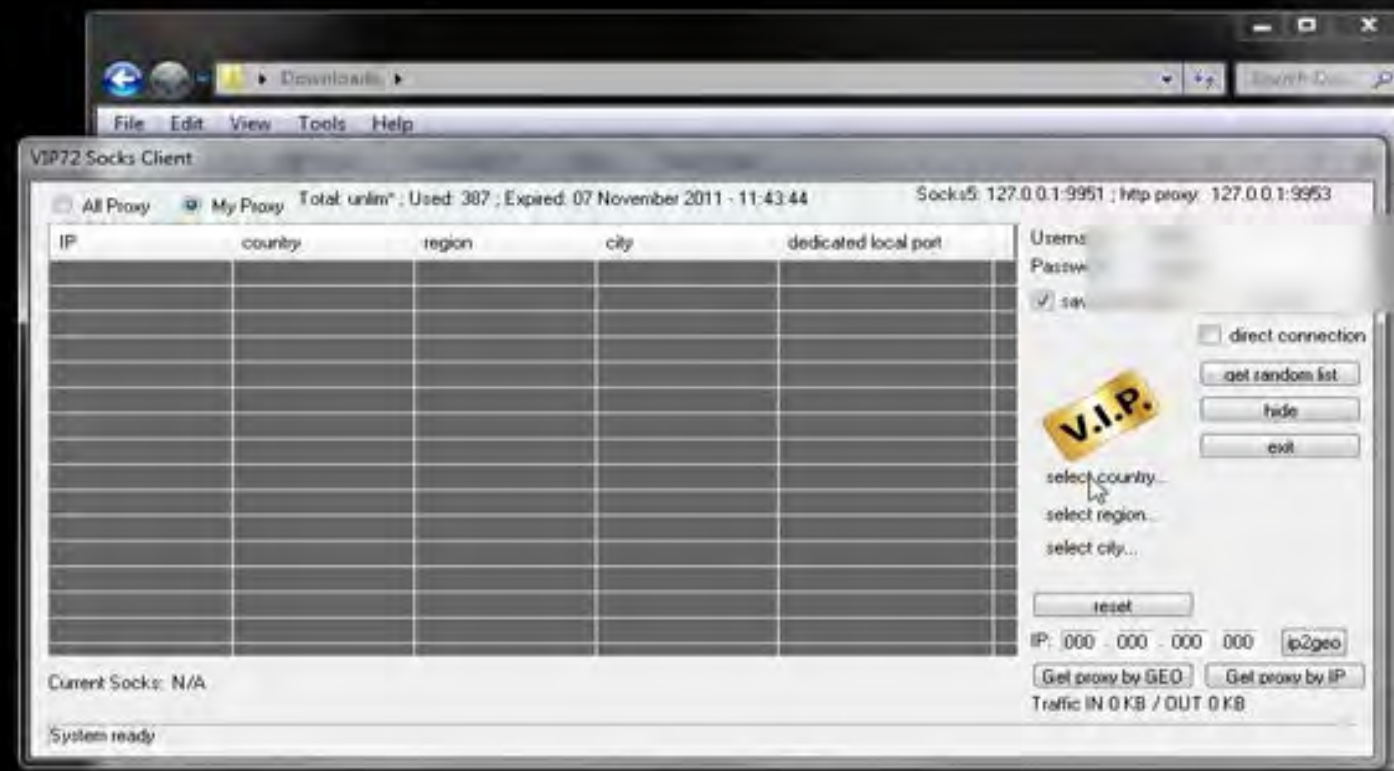 Downloads
File Edit View Tools Help
VIP72 Socks Client
All Proxy My Proxy Total: unlim* ; Used: 387 ; Expired: 07 November 2011 - 11:43:44 Socks5: 127.0.0.1:9951 ; http proxy: 127.0.0.1:9953
IP country region city dedicated local port
direct connection
get random list
hide
exit
V.I.P.
select country...
select region...
select city...
reset
IP: 000 . 000 . 000 . 000 ip2geo
Get proxy by GEO Get proxy by IP
Traffic IN 0 KB / OUT 0 KB
Current Socks: N/A
System ready